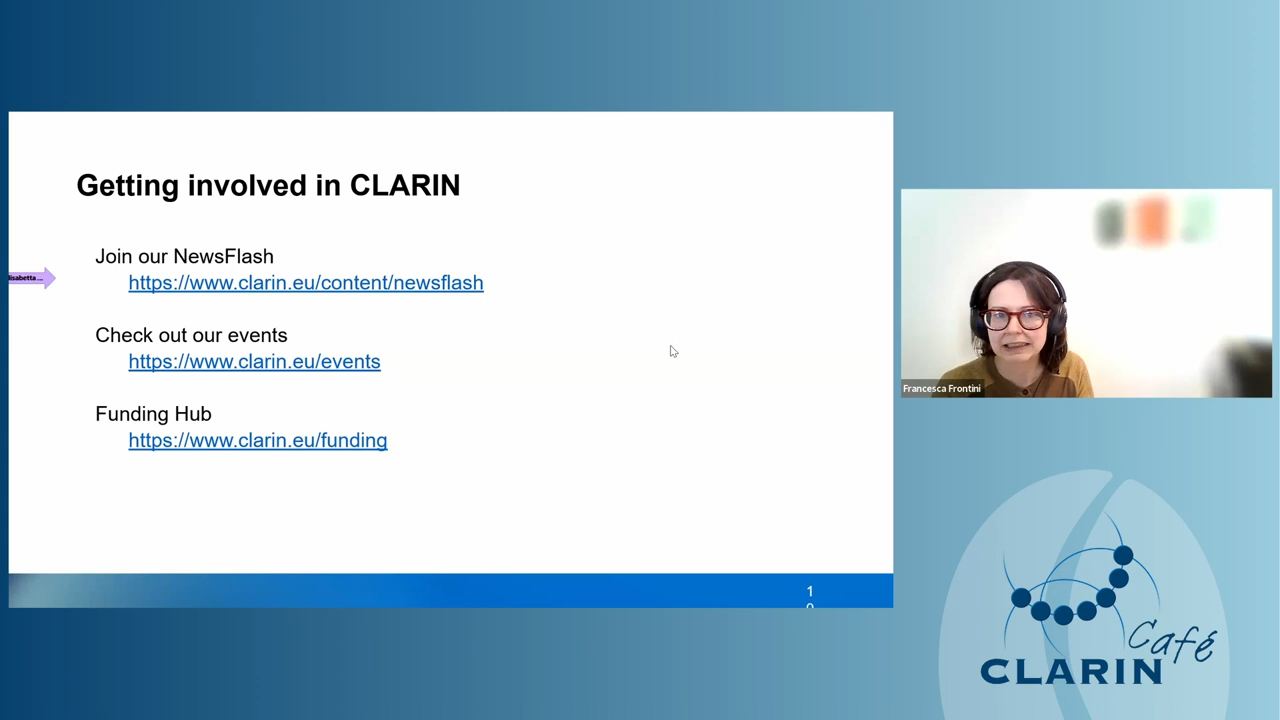 Getting involved in CLARIN
Join our NewsFlash
https://www.clarin.eu/content/newsflash
Check out our events
https://www.clarin.eu/events
Funding Hub
https://www.clarin.eu/funding
Francesca Frontini
Café
CLARIN